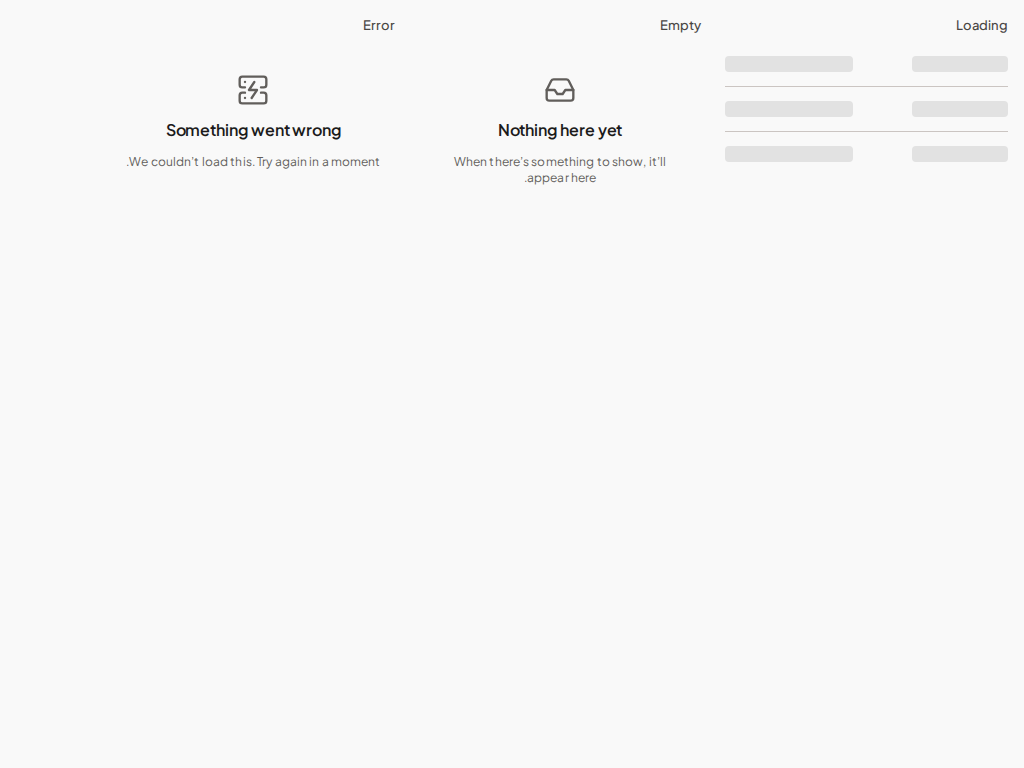 Loading
Empty
Nothing here yet
When there's something to show, it'll
.appear here
Error
Something went wrong
.We couldn't load this. Try again in a moment